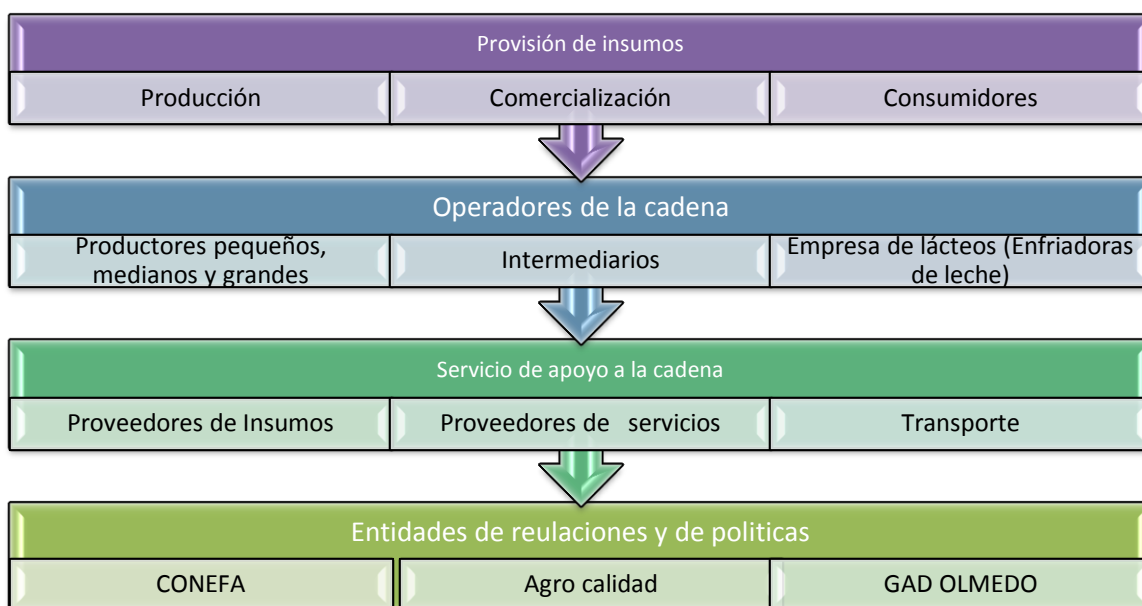 Provisión de insumos
Producción
Comercialización
Consumidores
Operadores de la cadena
Productores pequeños,
medianos y grandes
Intermediarios
Empresa de lácteos (Enfriadoras
de leche)
Servicio de apoyo a la cadena
Proveedores de Insumos
Proveedores de servicios
Transporte
Entidades de reulaciones y de politicas
CONEFA
Agro calidad
GAD OLMEDO